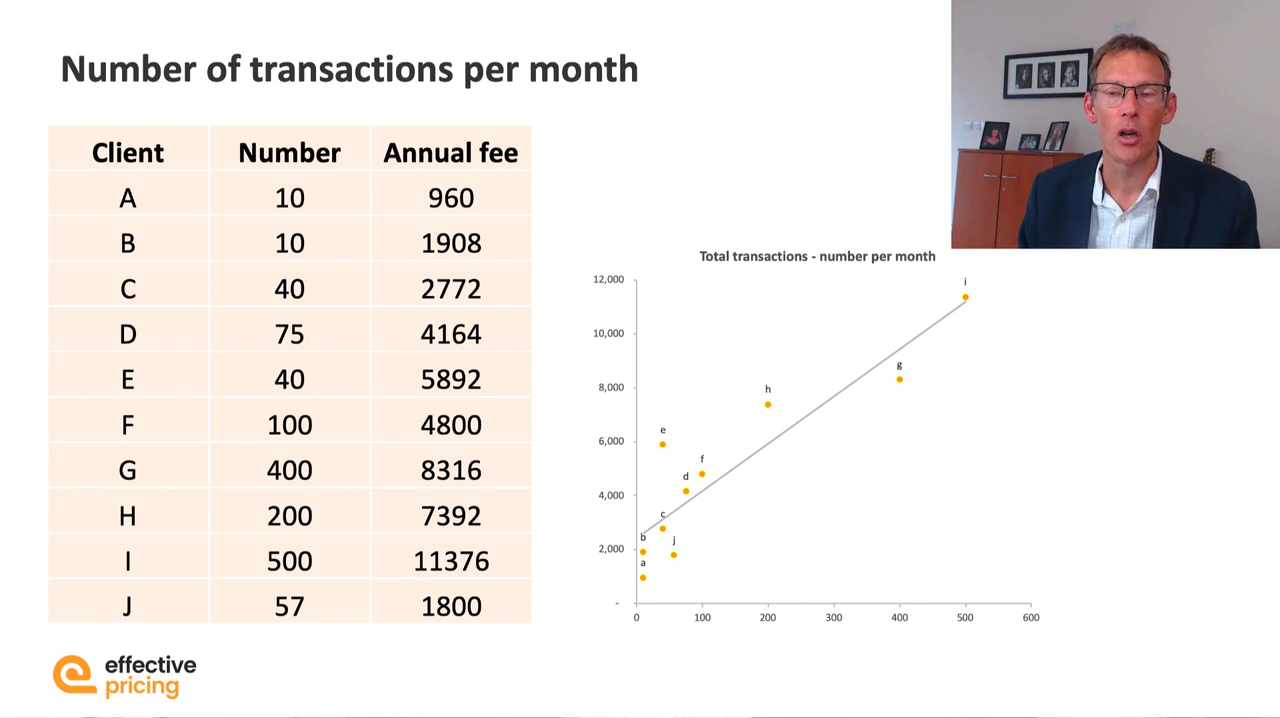 Number of transactions per month
Client Number Annual fee
A 10 960
B 10 1908
C 40 2772
D 75 4164
E 40 5892
F 100 4800
G 400 8316
H 200 7392
I 500 11376
J 57 1800
Total transactions - number per month
12,000
10,000
8,000
6,000
4,000
2,000
-
0 100 200 300 400 500 600
i
g
h
e
f
d
c
b
j
a
effective
pricing